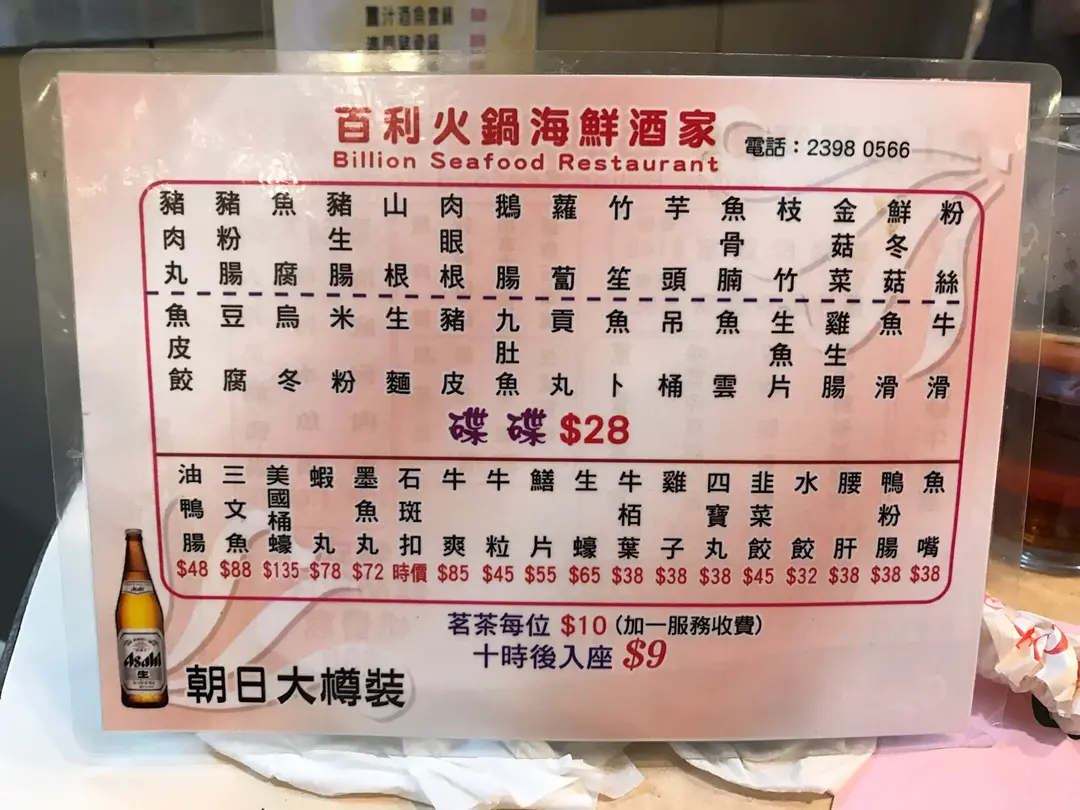 百利火鍋海鮮酒家
Billion Seafood Restaurant
電話：2398 0566
豬肉丸
豬粉腸
魚腐
豬生腸
山根
肉眼根
鵝腸
蘿蔔
竹笙
芋頭
魚骨腩
枝竹
金菇菜
鮮冬菇
粉絲
魚皮餃
豆腐
烏冬
米粉
生麵
豬皮
九肚魚
貢丸
魚卜
吊桶
魚雲
生魚片
雞生腸
魚滑
牛滑
碟碟 $28
油鴨腸 $48
三文魚 $88
美國桶蠔 $135
蝦丸 $78
墨魚丸 $72
石斑扣 時價
牛爽 $85
牛粒 $45
鱔片 $55
生蠔 $65
牛栢葉 $38
雞子 $38
四寶丸 $38
韭菜餃 $45
水餃 $32
腰肝 $38
鴨粉腸 $38
魚嘴 $38
茗茶每位 $10 (加一服務收費)
十時後入座 $9
Asahi
生
朝日大樽裝